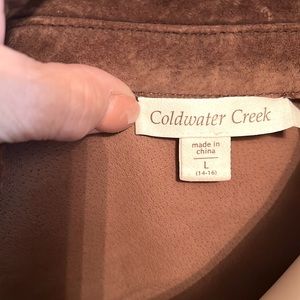 Coldwater Creek
made in
china
L
(14-16)